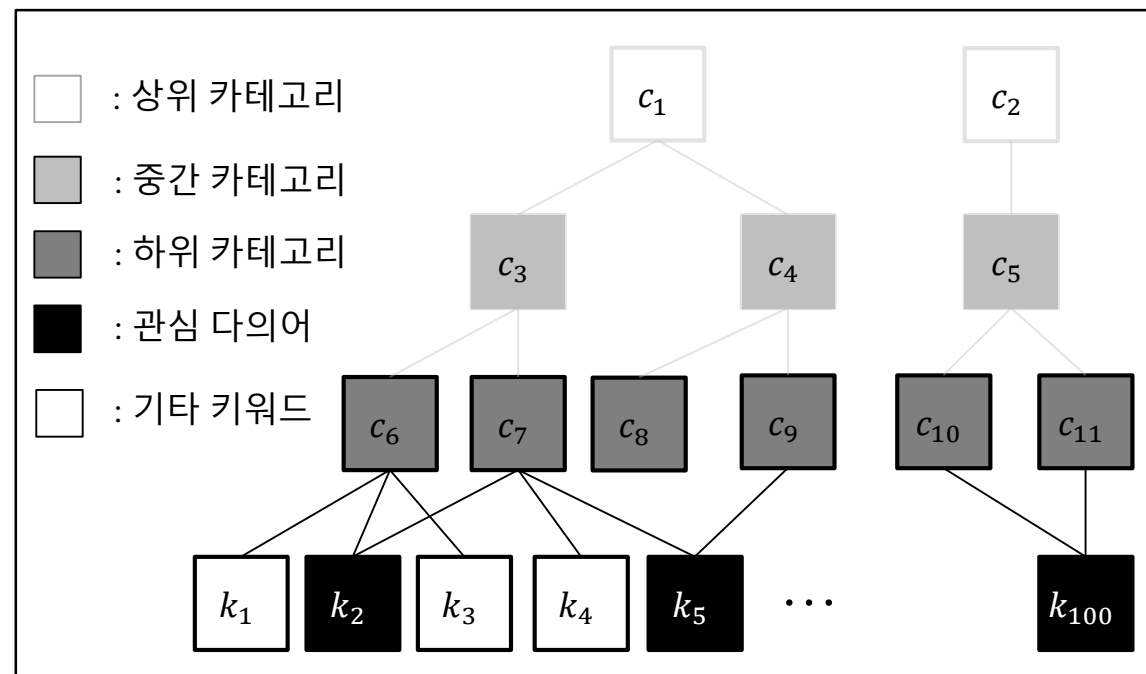 : 상위 카테고리
: 중간 카테고리
: 하위 카테고리
: 관심 다의어
: 기타 키워드
c₁ c₂
c₃ c₄ c₅
c₆ c₇ c₈ c₉ c₁₀ c₁₁
k₁ k₂ k₃ k₄ k₅ ⋯ k₁₀₀